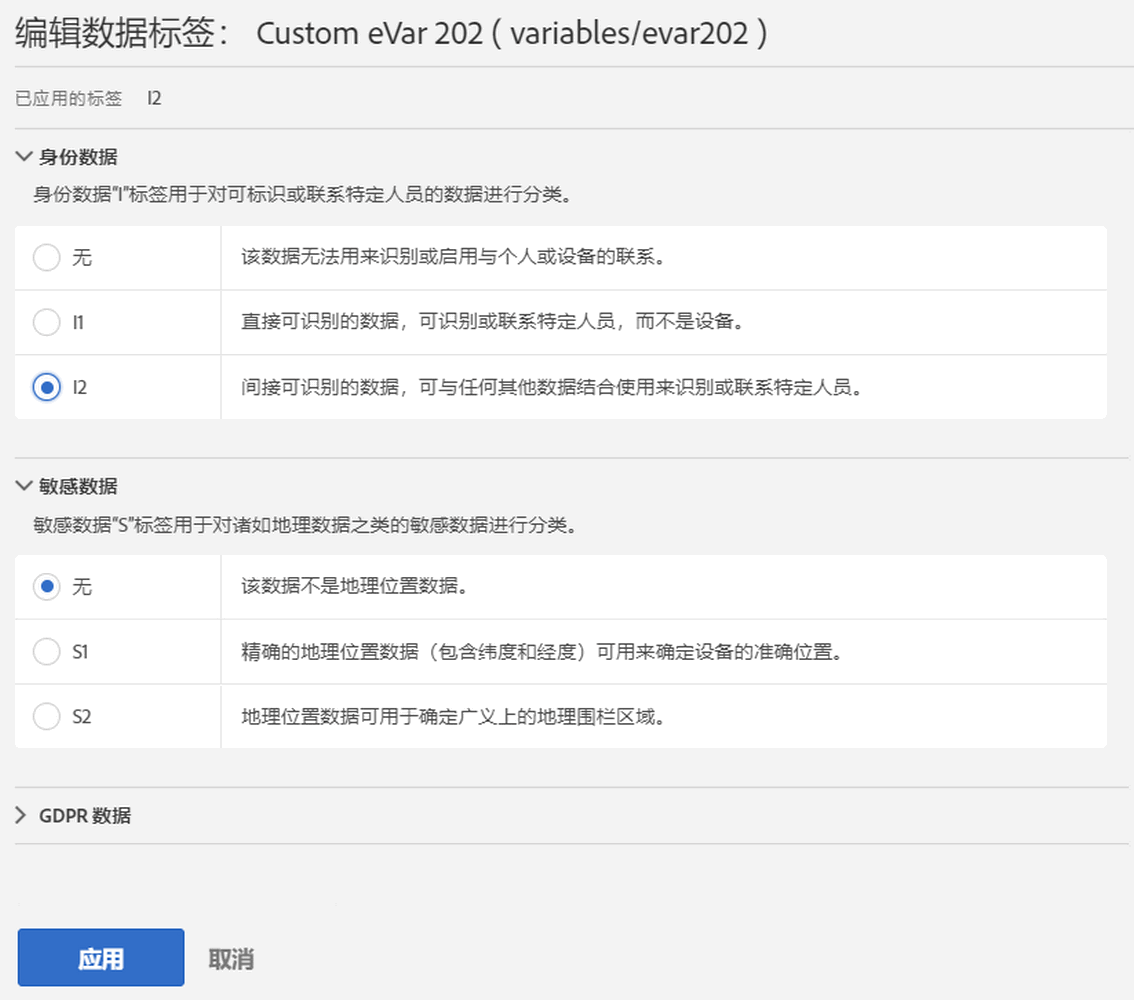 编辑数据标签： Custom eVar 202 ( variables/evar202 )
已应用的标签 I2
身份数据
身份数据“I”标签用于对可标识或联系特定人员的数据进行分类。
无 该数据无法用来识别或启用与个人或设备的联系。
I1 直接可识别的数据，可识别或联系特定人员，而不是设备。
I2 间接可识别的数据，可与任何其他数据结合使用来识别或联系特定人员。
敏感数据
敏感数据“S”标签用于对诸如地理数据之类的敏感数据进行分类。
无 该数据不是地理位置数据。
S1 精确的地理位置数据（包含纬度和经度）可用来确定设备的准确位置。
S2 地理位置数据可用于确定广义上的地理围栏区域。
GDPR 数据
应用 取消